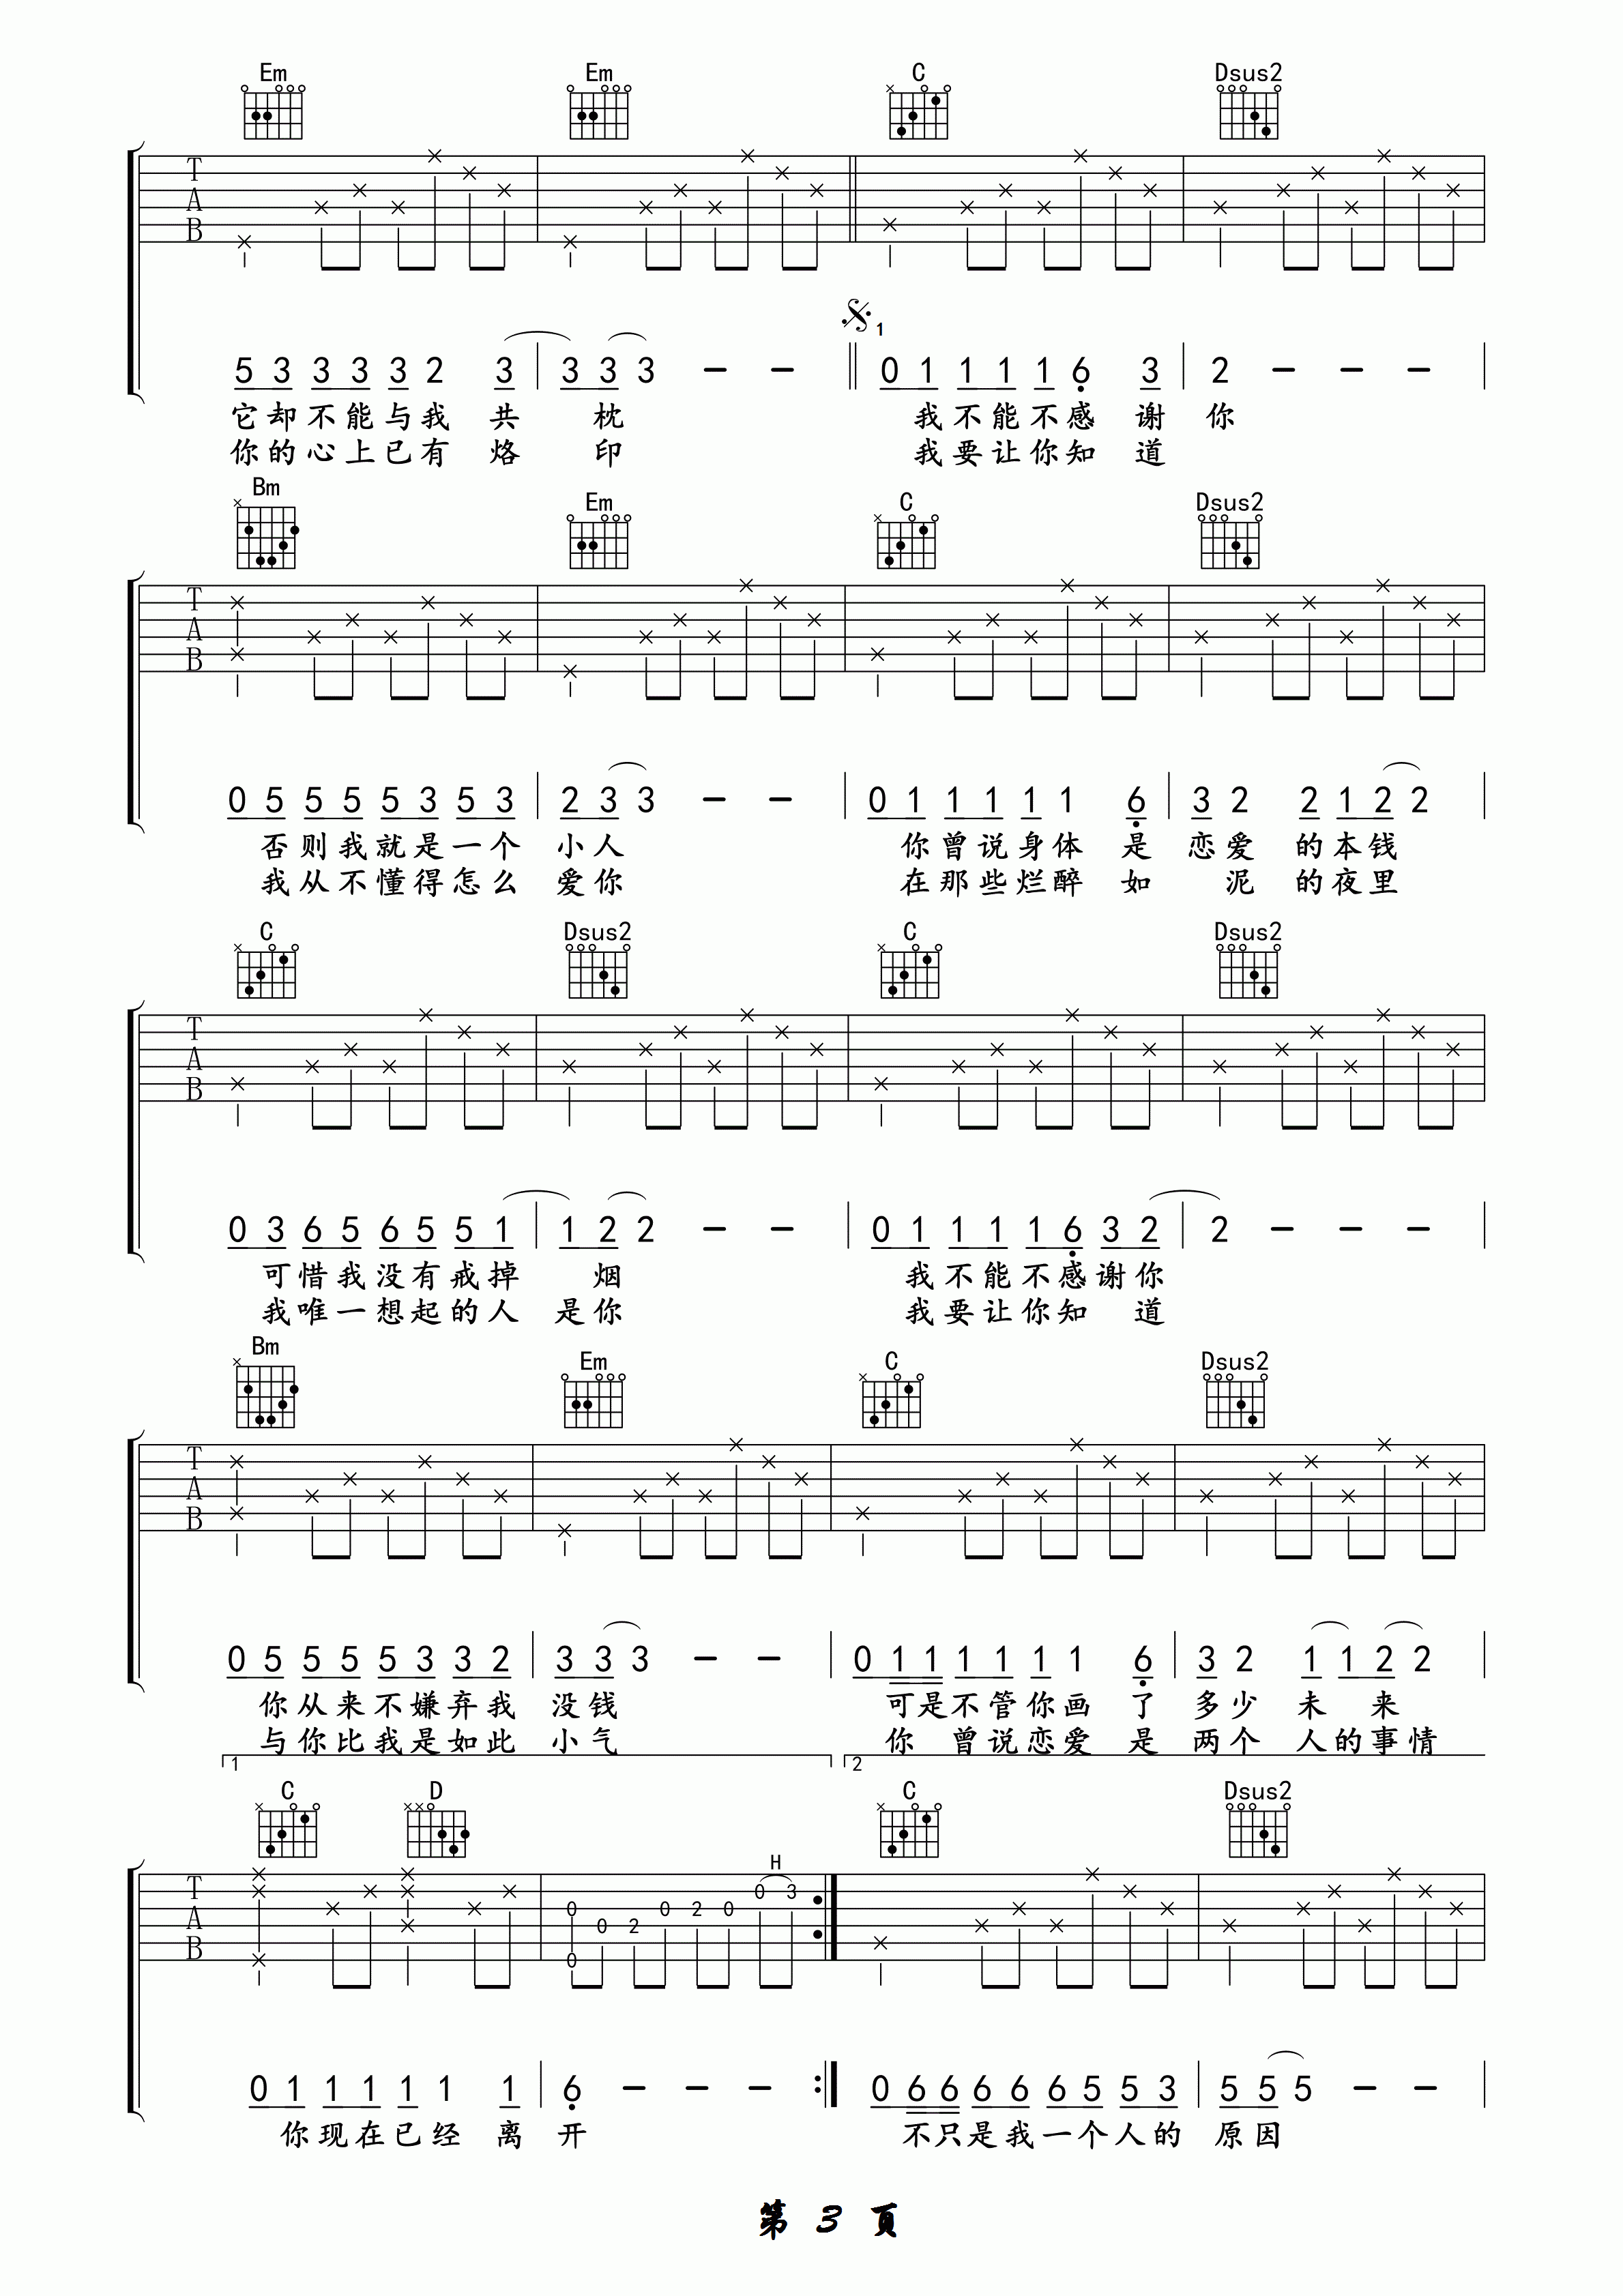 Em Em C Dsus2
T
A
B
1
5 3 3 3 3 2 3 3 3 3 - - 0 1 1 1 1 6 3 2 - - -
它却不能与我 共 枕 我不能不感 谢 你
你的心上已有 烙 印 我要让你知 道
Bm Em C Dsus2
T
A
B
0 5 5 5 5 3 5 3 2 3 3 - - 0 1 1 1 1 1 6 3 2 2 1 2 2
否则我就是一个 小人 你曾说身体 是 恋爱 的本钱
我从不懂得怎么 爱你 在那些烂醉 如 泥 的夜里
C Dsus2 C Dsus2
T
A
B
0 3 6 5 6 5 5 1 1 2 2 - - 0 1 1 1 1 6 3 2 2 - - -
可惜我没有戒掉 烟 我不能不感谢你
我唯一想起的人 是你 我要让你知 道
Bm Em C Dsus2
T
A
B
0 5 5 5 5 3 3 2 3 3 3 - - 0 1 1 1 1 1 1 6 3 2 1 1 2 2
你从来不嫌弃我 没钱 可是不管你画 了 多少 未 来
与你比我是如此 小气 你 曾说恋爱 是 两个 人的事情
1 2
C D C Dsus2
H
T
A
B
0 0 0 2 0 2 0 0 3
0 1 1 1 1 1 1 6 - - - 0 6 6 6 6 6 5 5 3 5 5 5 - -
你现在已经 离 开 不只是我一个人的 原因
第 3 页